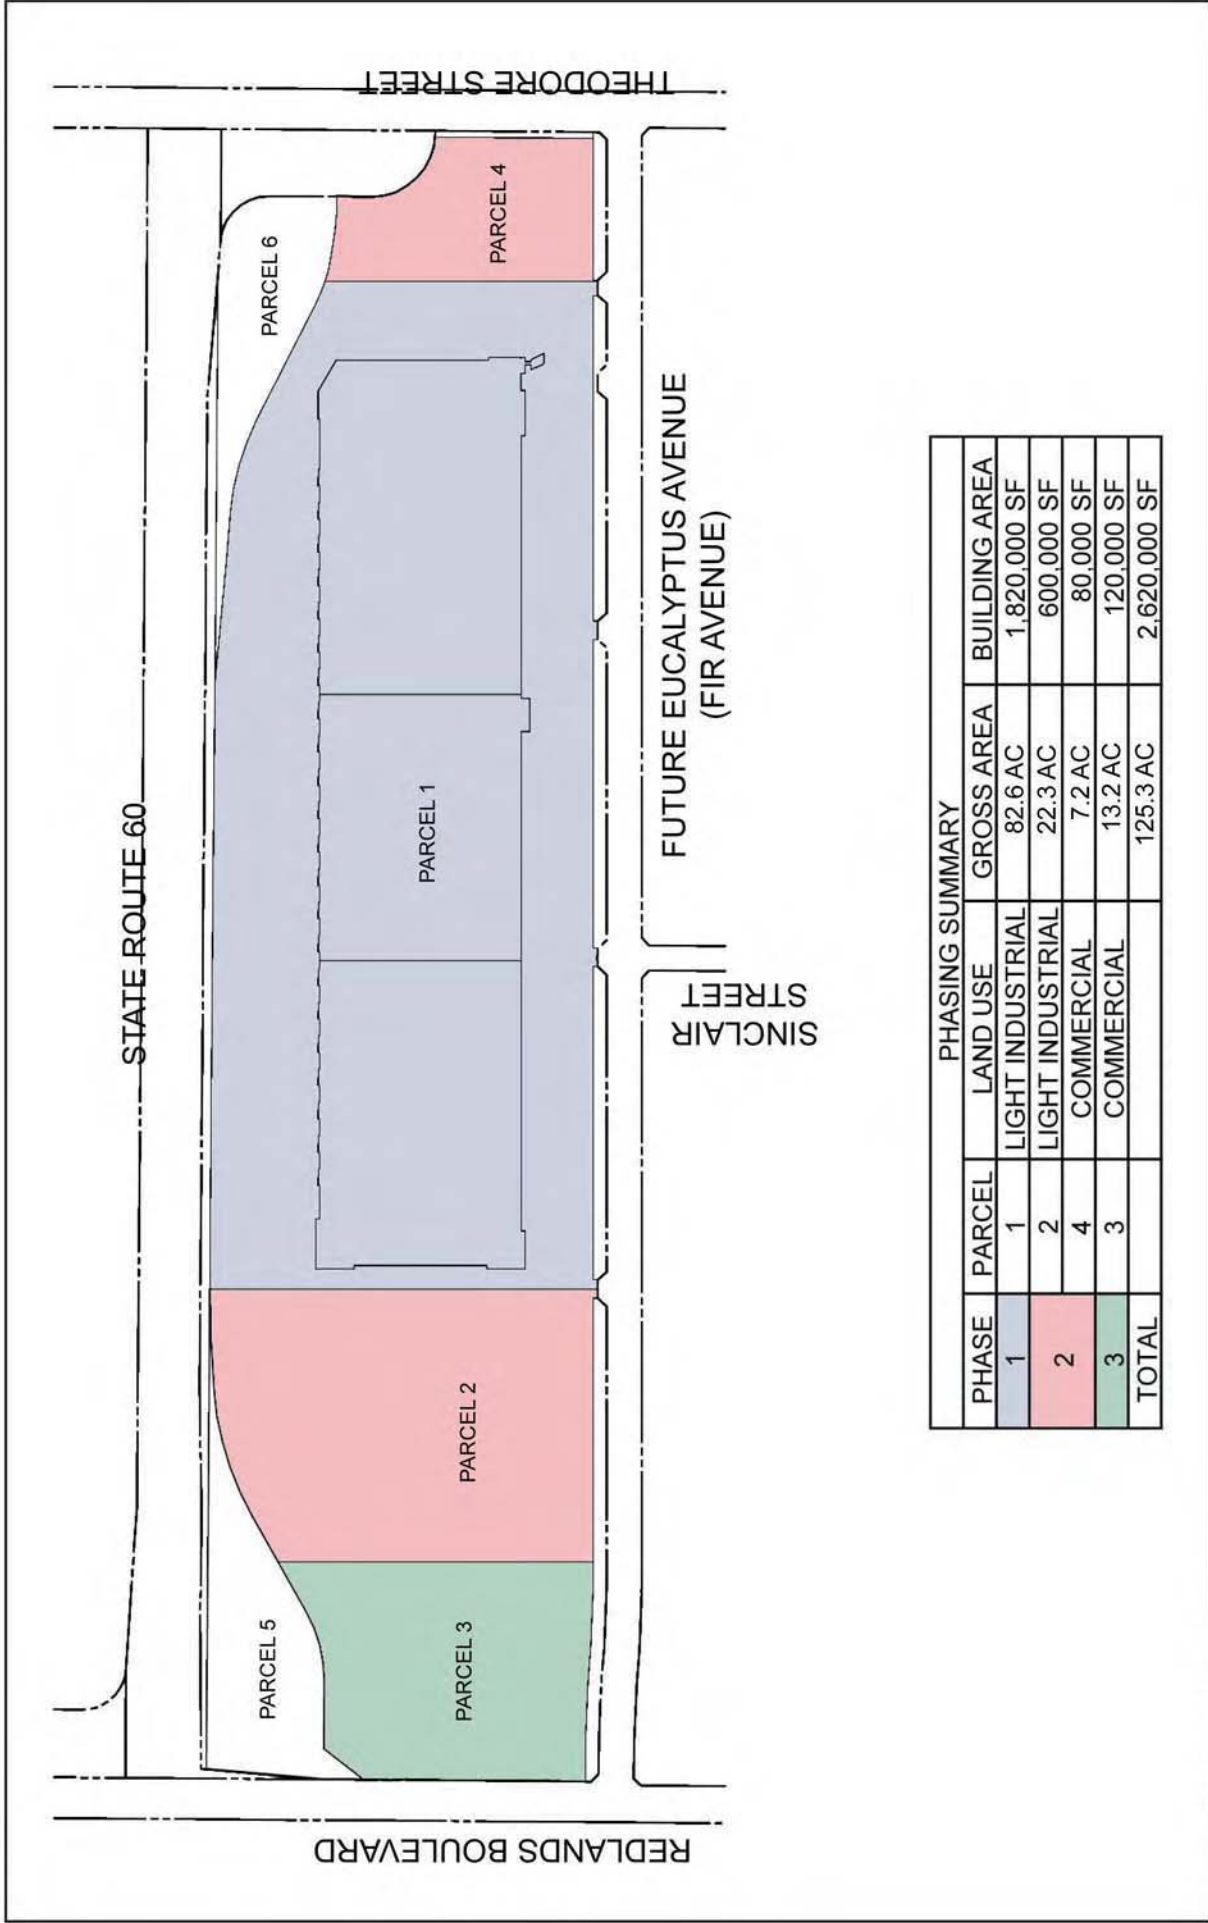 STATE ROUTE 60
THEODORE STREET
REDLANDS BOULEVARD
PARCEL 5
PARCEL 6
PARCEL 3
PARCEL 2
PARCEL 1
PARCEL 4
SINCLAIR
STREET
FUTURE EUCALYPTUS AVENUE
(FIR AVENUE)
PHASING SUMMARY
PHASE PARCEL LAND USE GROSS AREA BUILDING AREA
1 1 LIGHT INDUSTRIAL 82.6 AC 1,820,000 SF
2 2 LIGHT INDUSTRIAL 22.3 AC 600,000 SF
4 COMMERCIAL 7.2 AC 80,000 SF
3 3 COMMERCIAL 13.2 AC 120,000 SF
TOTAL 125.3 AC 2,620,000 SF